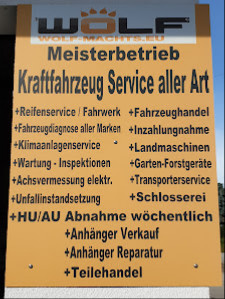 WOLF
WOLF-MACHTS.EU
Meisterbetrieb
Kraftfahrzeug Service aller Art
+Reifenservice / Fahrwerk
+Fahrzeugdiagnose aller Marken
+Klimaanlagenservice
+Wartung - Inspektionen
+Achsvermessung elektr.
+Unfallinstandsetzung
+Fahrzeughandel
+Inzahlungnahme
+Landmaschinen
+Garten-Forstgeräte
+Transporterservice
+Schlosserei
+HU/AU Abnahme wöchentlich
+Anhänger Verkauf
+Anhänger Reparatur
+Teilehandel